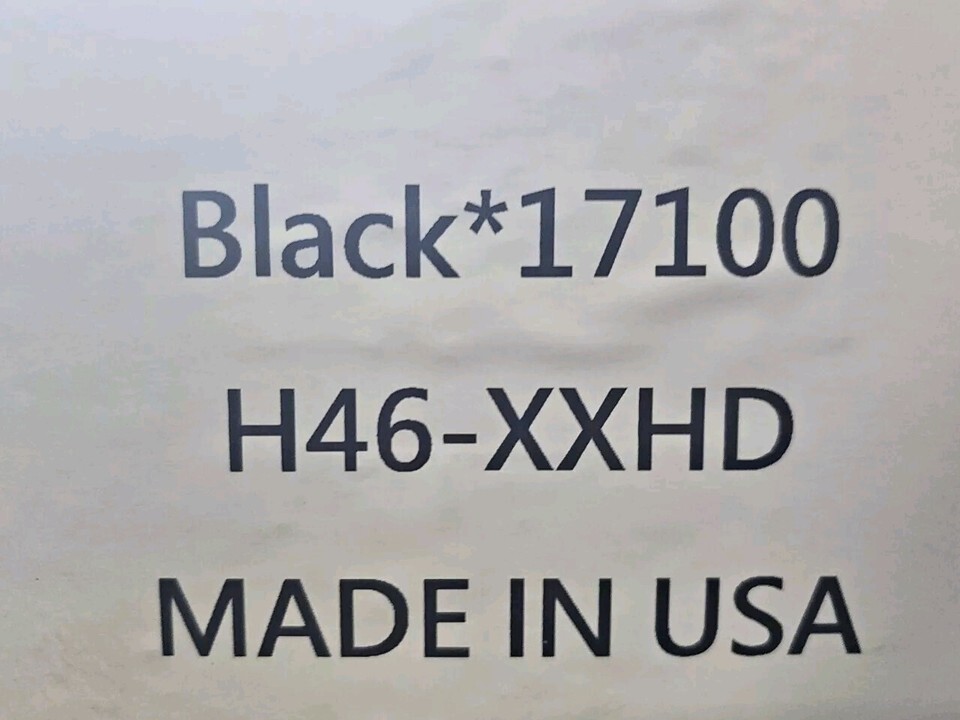 Black*17100
H46-XXHD
MADE IN USA